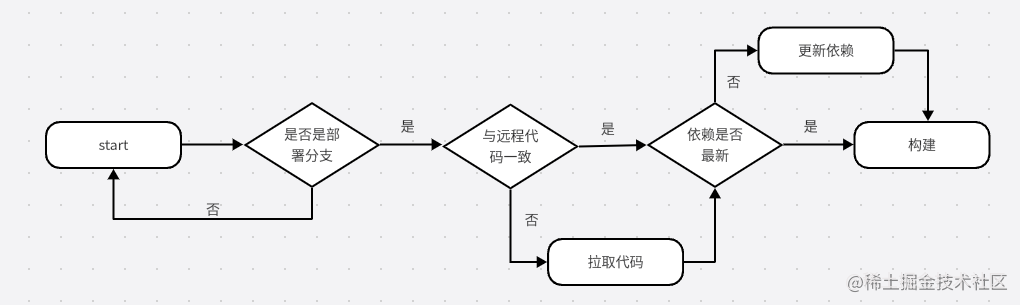 start
是否是部
署分支
是
否
与远程代
码一致
是
否
拉取代码
依赖是否
最新
否
更新依赖
是
构建
@稀土掘金技术社区